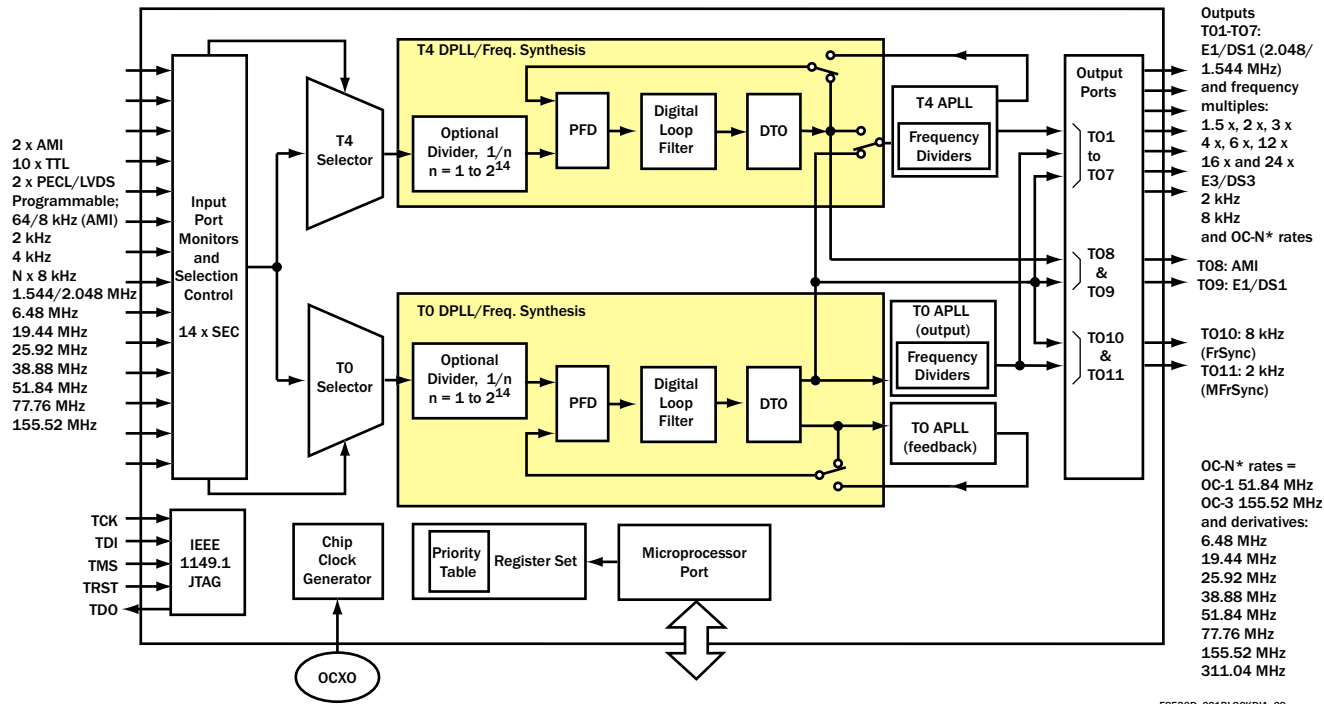 2 x AMI
10 x TTL
2 x PECL/LVDS
Programmable;
64/8 kHz (AMI)
2 kHz
4 kHz
N x 8 kHz
1.544/2.048 MHz
6.48 MHz
19.44 MHz
25.92 MHz
38.88 MHz
51.84 MHz
77.76 MHz
155.52 MHz
Input
Port
Monitors
and
Selection
Control
14 x SEC
T4
Selector
T4 DPLL/Freq. Synthesis
Optional
Divider, 1/n
n = 1 to 2^14
PFD
Digital
Loop
Filter
DTO
T4 APLL
Frequency
Dividers
T0
Selector
T0 DPLL/Freq. Synthesis
Optional
Divider, 1/n
n = 1 to 2^14
PFD
Digital
Loop
Filter
DTO
T0 APLL
(output)
Frequency
Dividers
T0 APLL
(feedback)
Output
Ports
TO1
to
TO7
TO8
&
TO9
TO10
&
TO11
Outputs
TO1-TO7:
E1/DS1 (2.048/
1.544 MHz)
and frequency
multiples:
1.5 x, 2 x, 3 x
4 x, 6 x, 12 x
16 x and 24 x
E3/DS3
2 kHz
8 kHz
and OC-N* rates
TO8: AMI
TO9: E1/DS1
TO10: 8 kHz
(FrSync)
TO11: 2 kHz
(MFrSync)
OC-N* rates =
OC-1 51.84 MHz
OC-3 155.52 MHz
and derivatives:
6.48 MHz
19.44 MHz
25.92 MHz
38.88 MHz
51.84 MHz
77.76 MHz
155.52 MHz
311.04 MHz
TCK
TDI
TMS
TRST
TDO
IEEE
1149.1
JTAG
Chip
Clock
Generator
OCXO
Priority
Table
Register Set
Microprocessor
Port